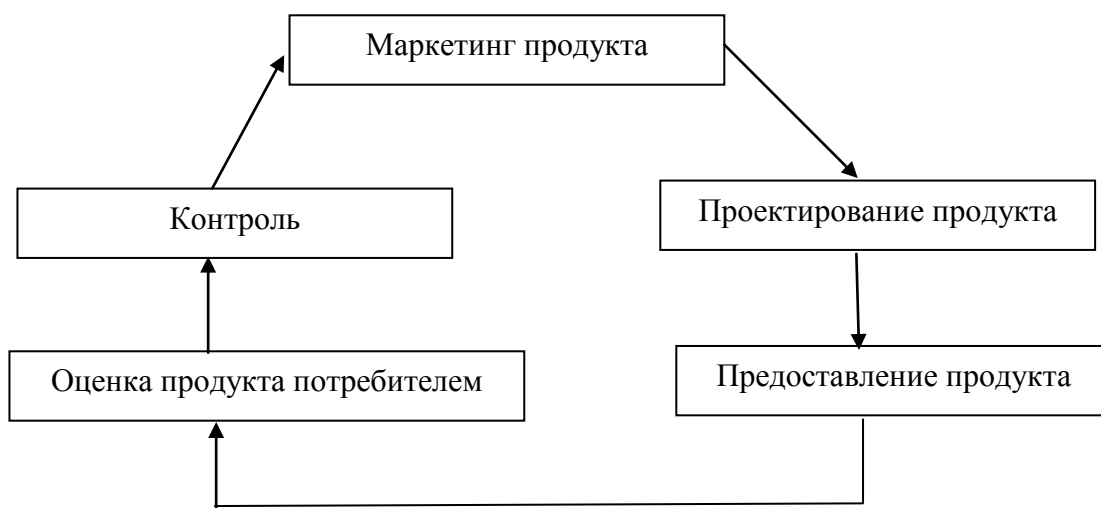 Маркетинг продукта
Контроль
Проектирование продукта
Оценка продукта потребителем
Предоставление продукта